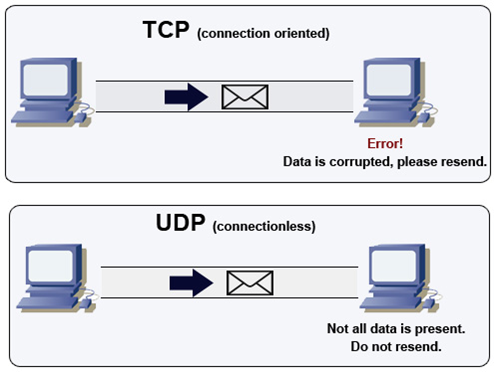 TCP (connection oriented)
Error!
Data is corrupted, please resend.
UDP (connectionless)
Not all data is present.
Do not resend.